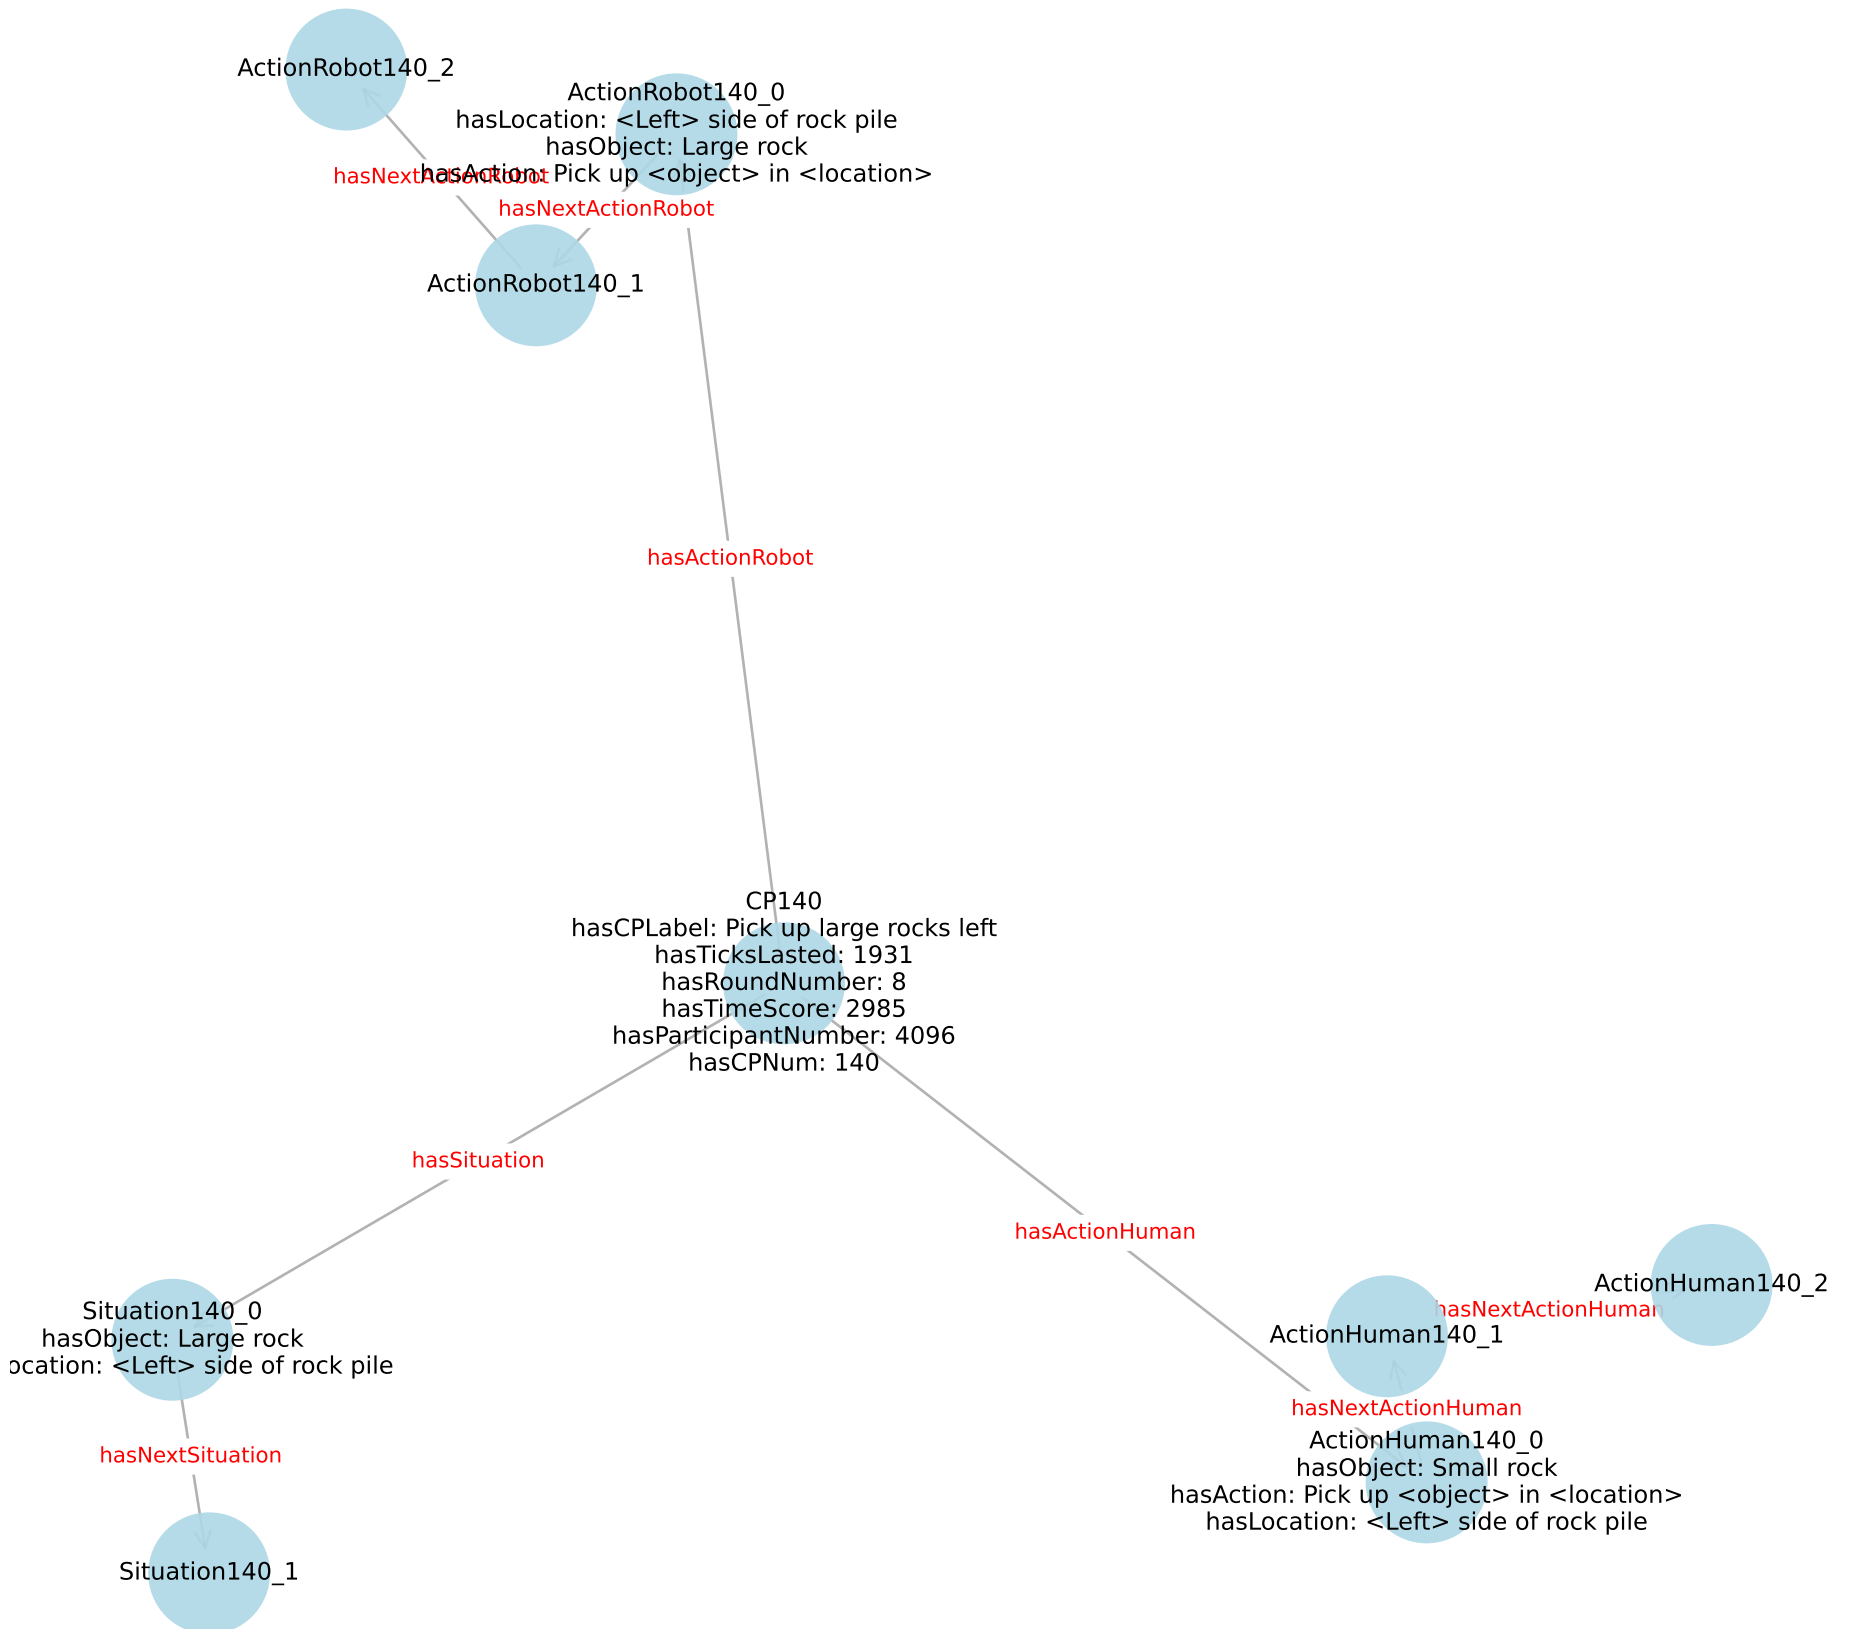 ActionRobot140_2
ActionRobot140_0
hasLocation: <Left> side of rock pile
hasObject: Large rock
hasAction: Pick up <object> in <location>
hasNextActionRobot
hasNextActionRobot
ActionRobot140_1
hasActionRobot
CP140
hasCPLabel: Pick up large rocks left
hasTicksLasted: 1931
hasRoundNumber: 8
hasTimeScore: 2985
hasParticipantNumber: 4096
hasCPNum: 140
hasSituation
hasActionHuman
Situation140_0
hasObject: Large rock
ocation: <Left> side of rock pile
hasNextSituation
Situation140_1
ActionHuman140_2
hasNextActionHuman
ActionHuman140_1
hasNextActionHuman
ActionHuman140_0
hasObject: Small rock
hasAction: Pick up <object> in <location>
hasLocation: <Left> side of rock pile